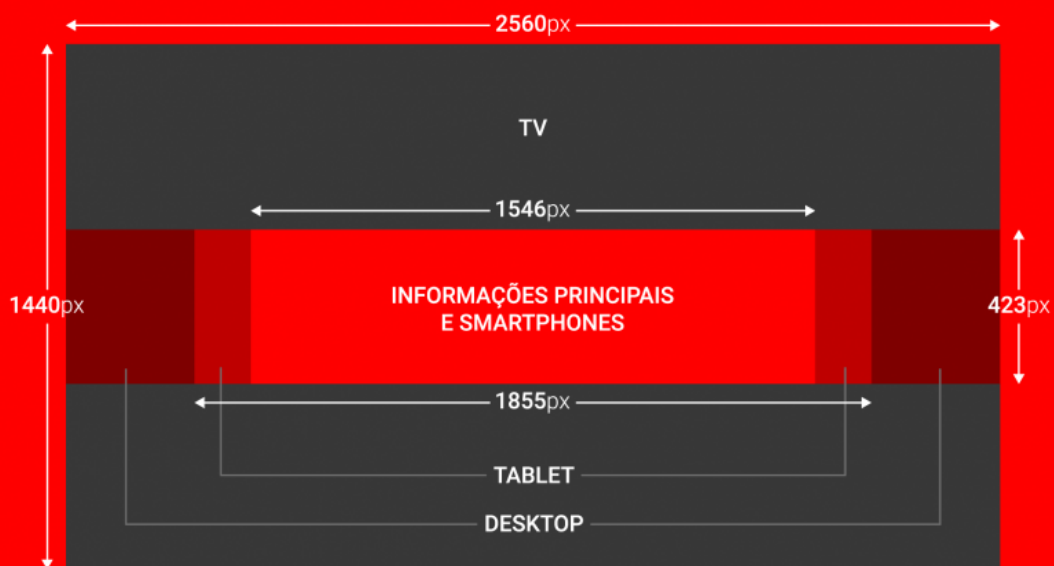 2560px
TV
1546px
INFORMAÇÕES PRINCIPAIS
E SMARTPHONES
1440px
423px
1855px
TABLET
DESKTOP